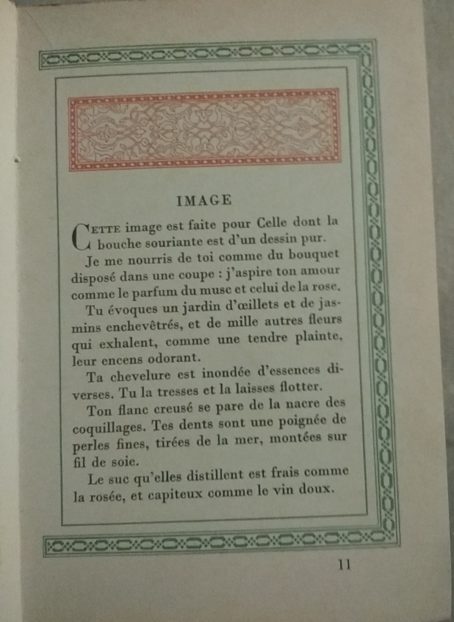 IMAGE
CETTE image est faite pour Celle dont la
bouche souriante est d'un dessin pur.
Je me nourris de toi comme du bouquet
disposé dans une coupe : j'aspire ton amour
comme le parfum du musc et celui de la rose.
Tu évoques un jardin d'œillets et de jas-
mins enchevêtrés, et de mille autres fleurs
qui exhalent, comme une tendre plainte,
leur encens odorant.
Ta chevelure est inondée d'essences di-
verses. Tu la tresses et la laisses flotter.
Ton flanc creusé se pare de la nacre des
coquillages. Tes dents sont une poignée de
perles fines, tirées de la mer, montées sur
fil de soie.
Le suc qu'elles distillent est frais comme
la rosée, et capiteux comme le vin doux.
11